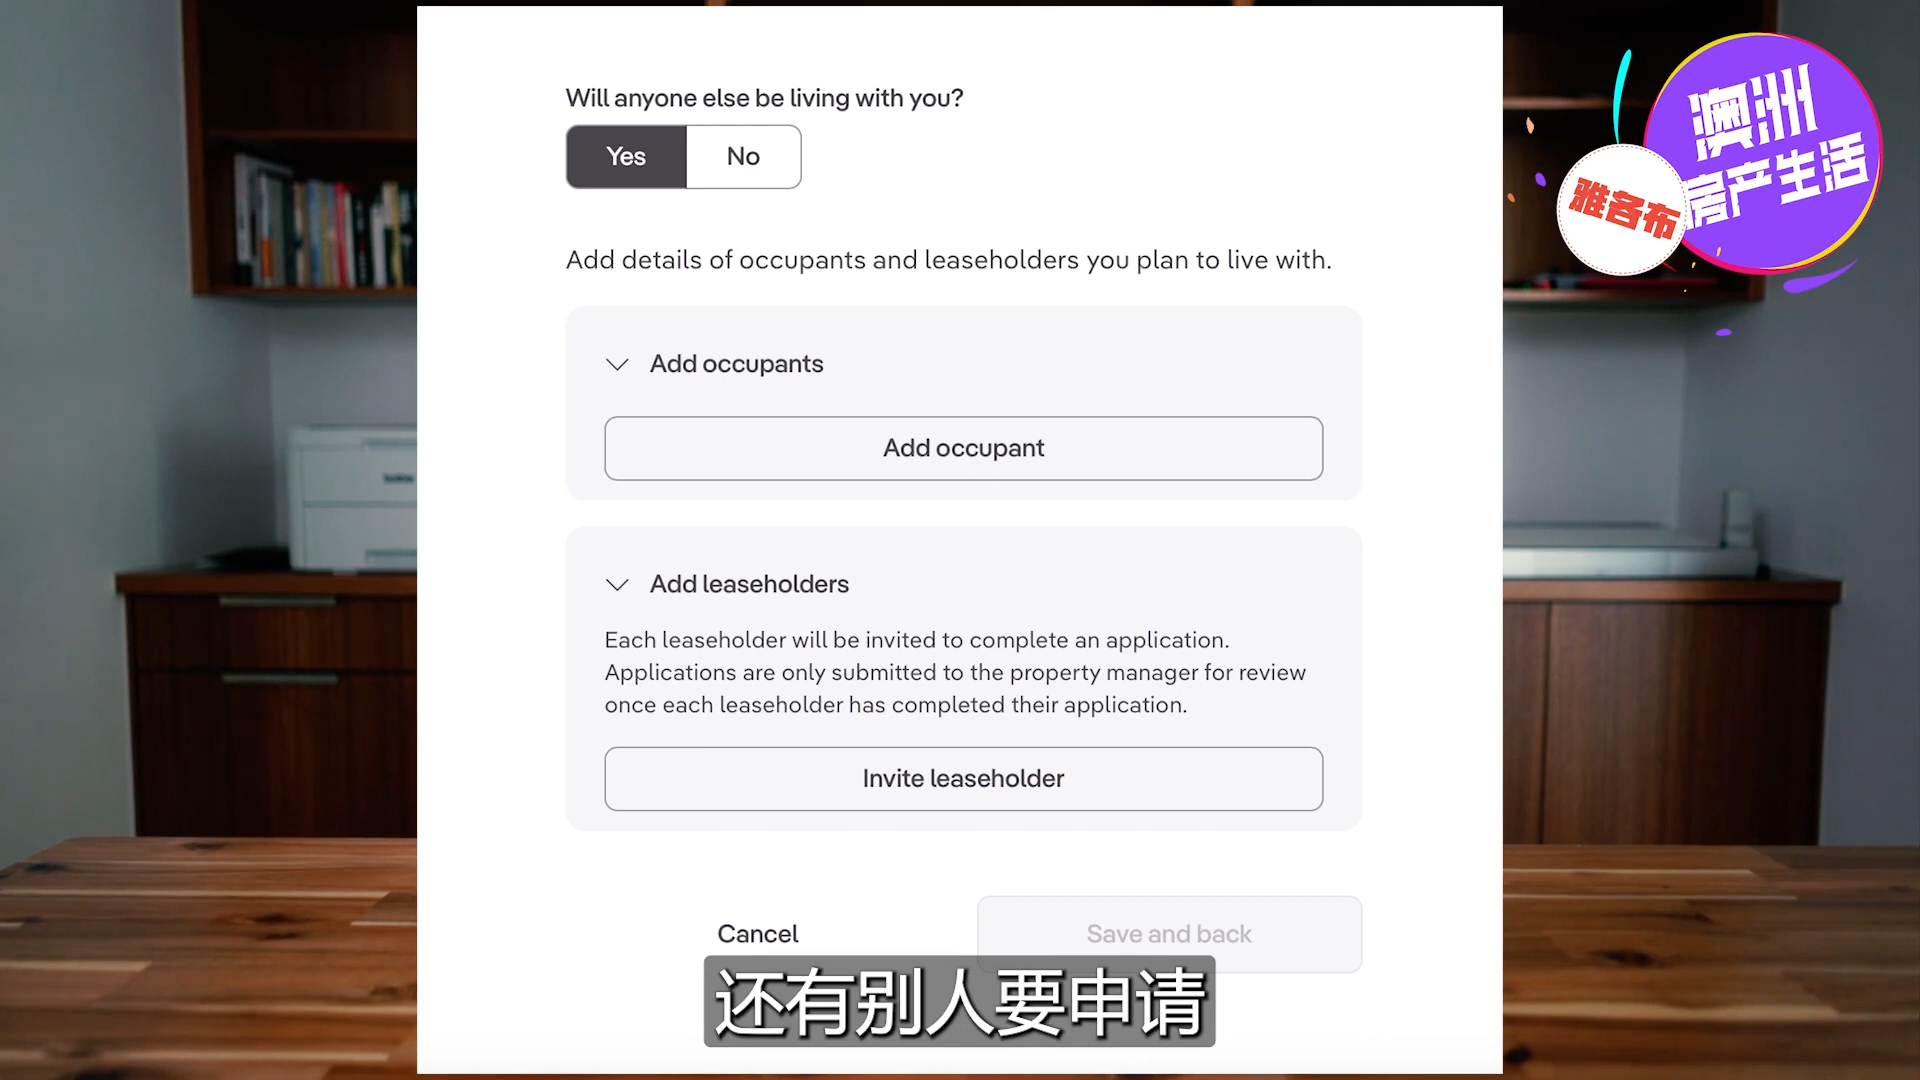 Will anyone else be living with you?
Yes
No
Add details of occupants and leaseholders you plan to live with.
Add occupants
Add occupant
Add leaseholders
Each leaseholder will be invited to complete an application.
Applications are only submitted to the property manager for review
once each leaseholder has completed their application.
Invite leaseholder
Cancel
Save and back
还有别人要申请
澳洲
房产生活
雅各布